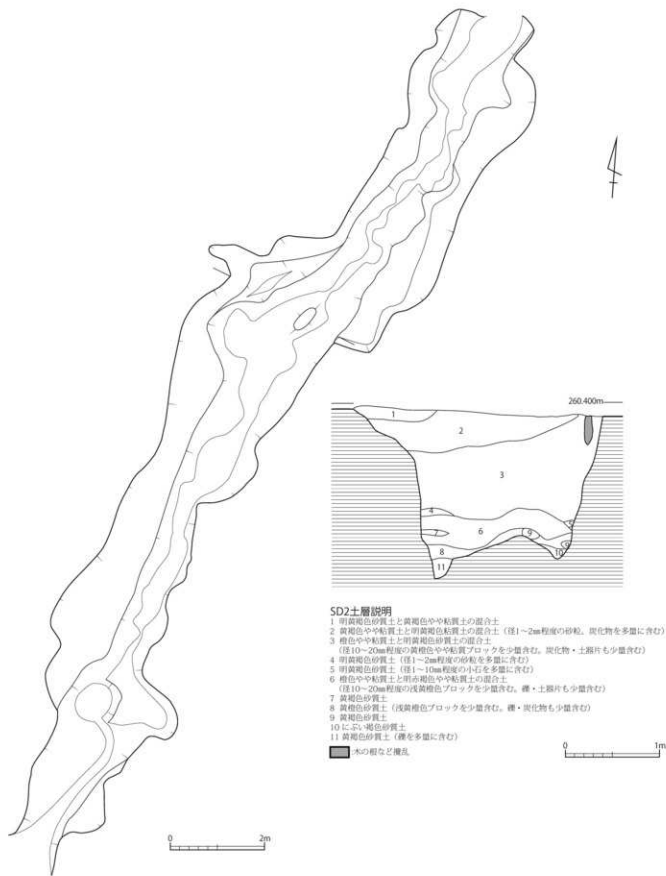 260.400m
1
2
3
4
5
7
6
9
9
8
10
11
SD2土層説明
1 明黄褐色砂質土と黄褐色やや粘質土の混合土
2 黄褐色やや粘質土と明黄褐色粘質土の混合土（径1～2㎜程度の砂粒、炭化物を多量に含む）
3 橙色やや粘質土と明黄褐色砂質土の混合土
（径10～20㎜程度の黄橙色やや粘質ブロックを少量含む。炭化物・土器片も少量含む）
4 明黄褐色砂質土（径1～2㎜程度の砂粒を多量に含む）
5 明黄褐色砂質土（径1～10㎜程度の小石を多量に含む）
6 橙色やや粘質土と明赤褐色やや粘質土の混合土
（径10～20㎜程度の浅黄橙色ブロックを少量含む。礫・土器片も少量含む）
7 黄褐色砂質土
8 黄橙色砂質土（浅黄橙色ブロックを少量含む。礫・炭化物も少量含む）
9 黄褐色砂質土
10 にぶい褐色砂質土
11 黄褐色砂質土（礫を多量に含む）
木の根など攪乱
0 1m
0 2m